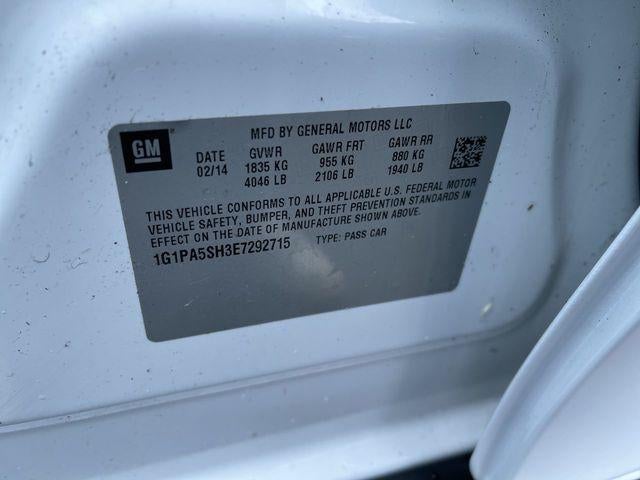 MFD BY GENERAL MOTORS LLC
GM
DATE GVWR GAWR FRT GAWR RR
02/14 1835 KG 955 KG 880 KG
4046 LB 2106 LB 1940 LB
THIS VEHICLE CONFORMS TO ALL APPLICABLE U.S. FEDERAL MOTOR
VEHICLE SAFETY, BUMPER, AND THEFT PREVENTION STANDARDS IN
EFFECT ON THE DATE OF MANUFACTURE SHOWN ABOVE.
1G1PA5SH3E7292715 TYPE: PASS CAR